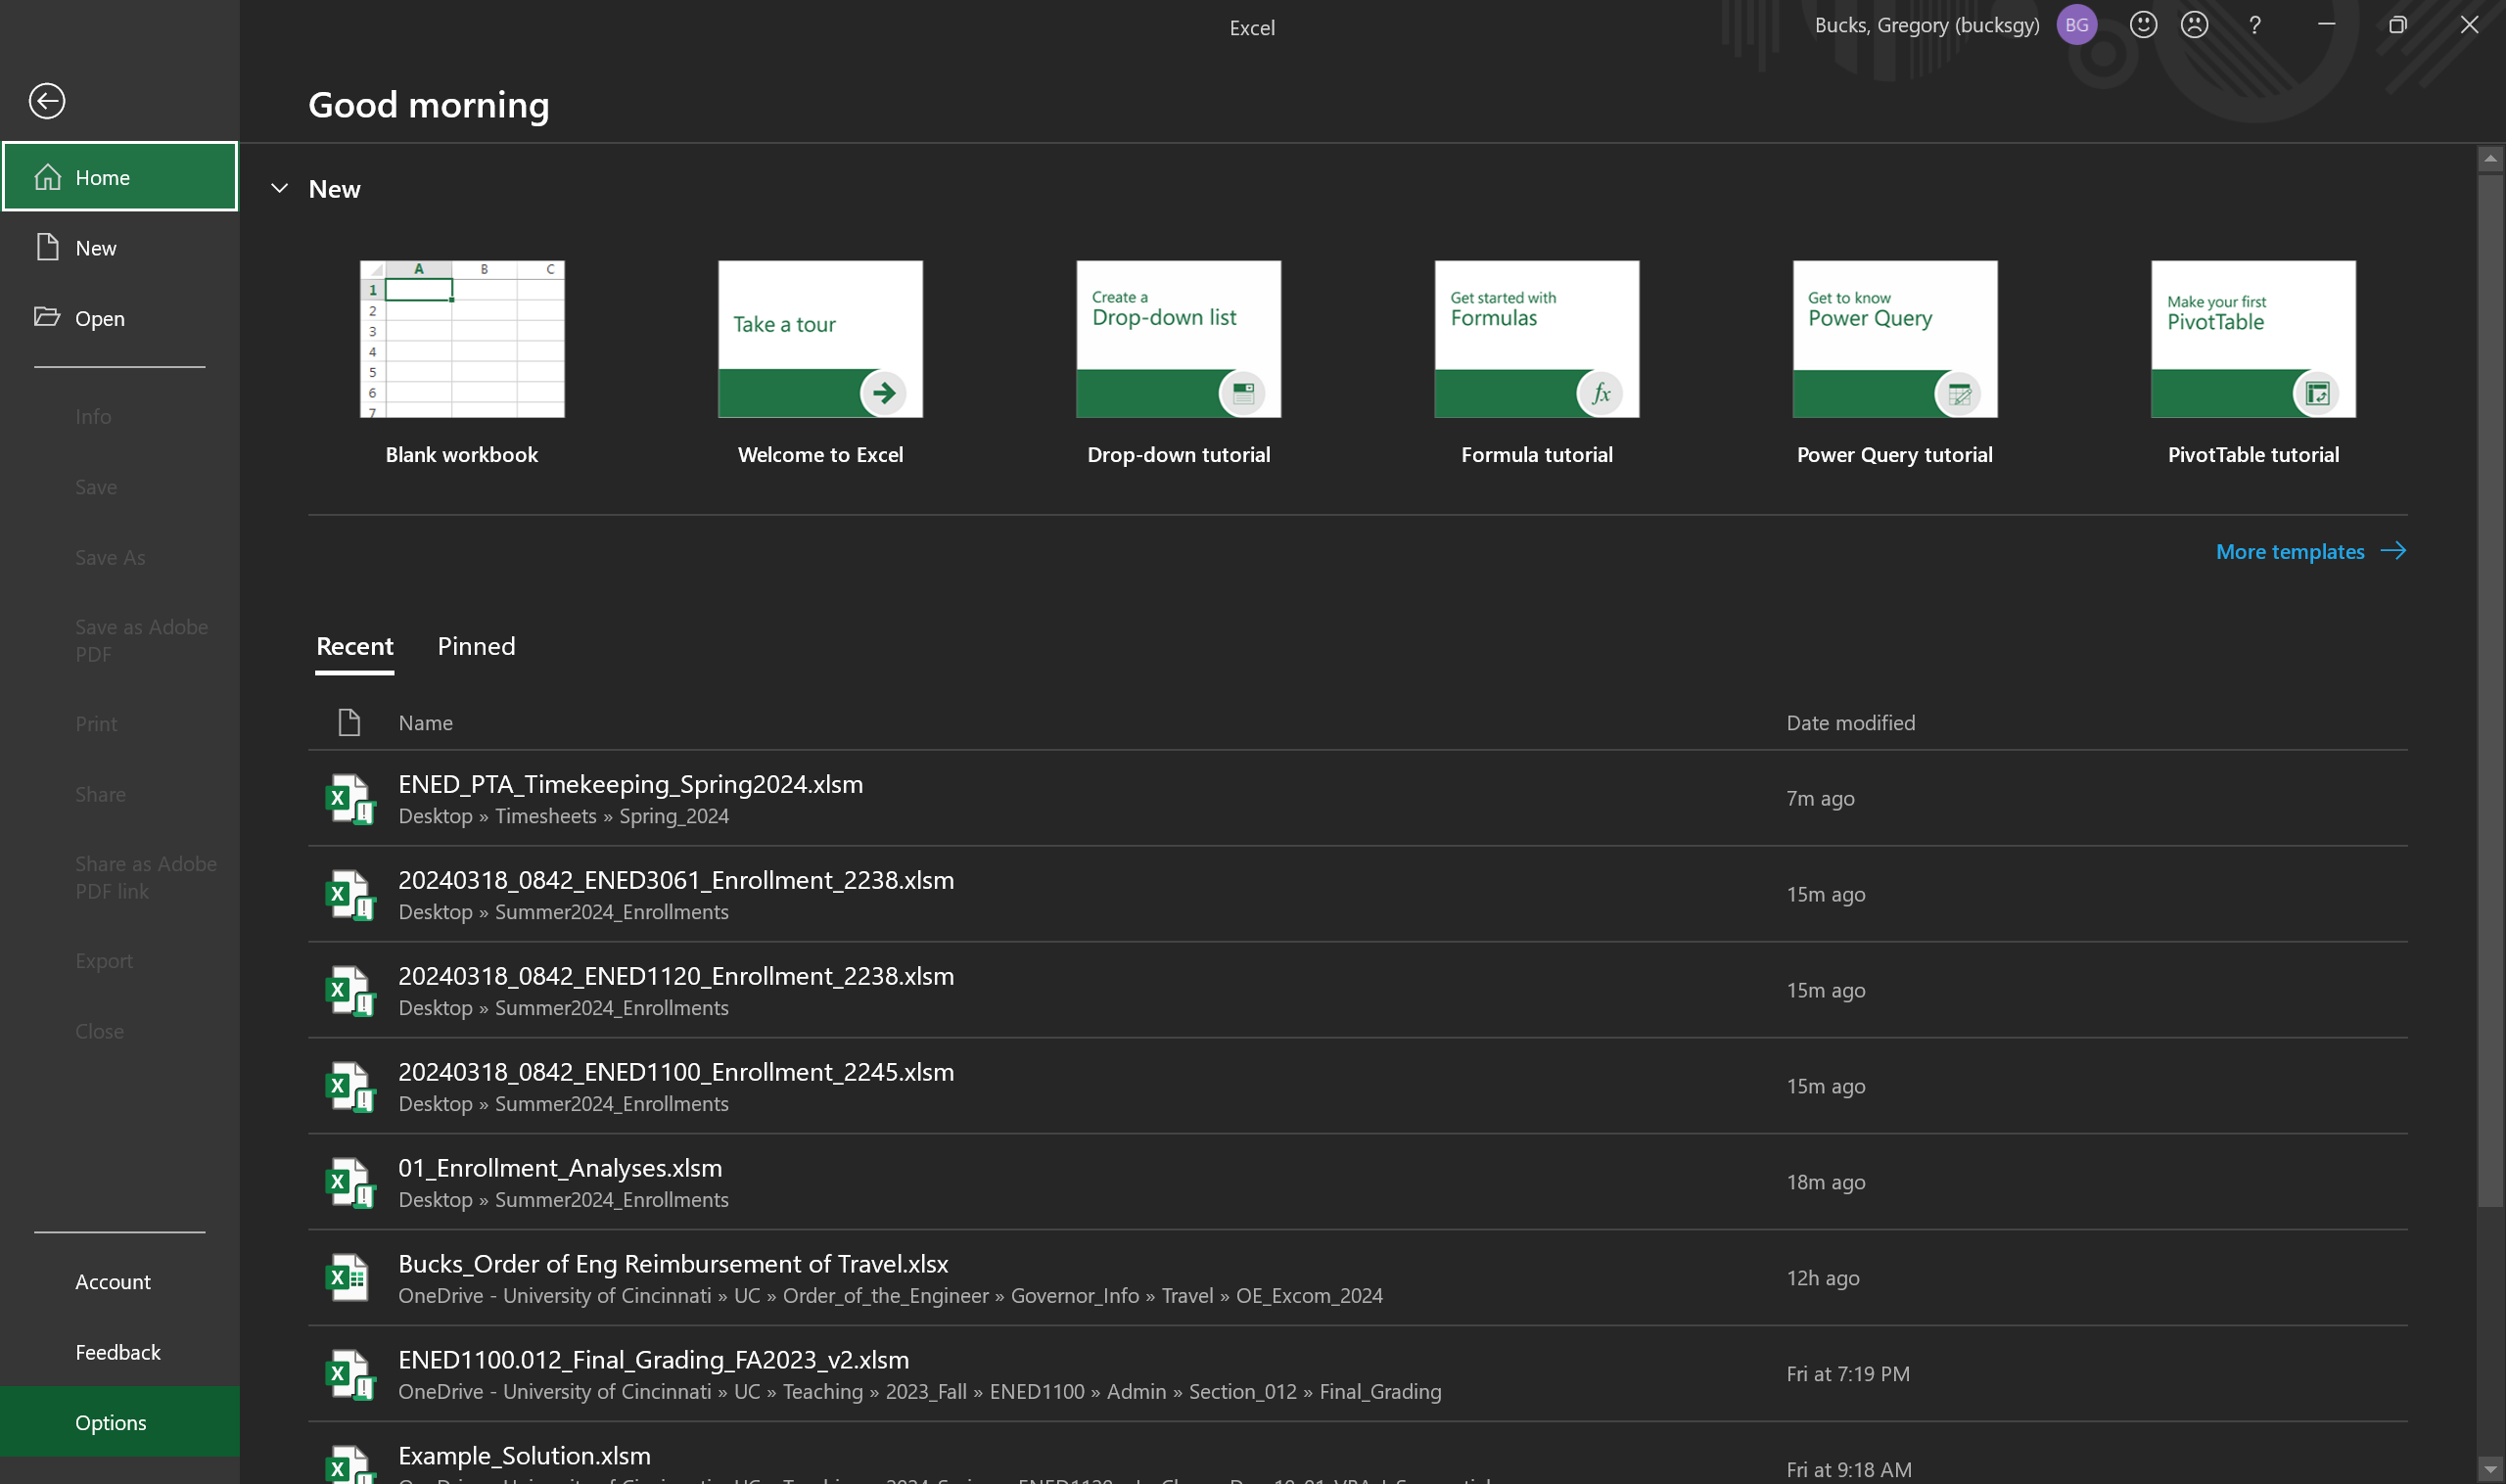 Excel
Bucks, Gregory (bucksgy)
BG
?
Good morning
Home
New
Open
Info
Save
Save As
Save as Adobe
PDF
Print
Share
Share as Adobe
PDF link
Export
Close
Account
Feedback
Options
New
A B C
1
2
3
4
5
6
7
Blank workbook
Take a tour
Welcome to Excel
Create a
Drop-down list
Drop-down tutorial
Get started with
Formulas
fx
Formula tutorial
Get to know
Power Query
Power Query tutorial
Make your first
PivotTable
PivotTable tutorial
More templates
Recent Pinned
Name Date modified
ENED_PTA_Timekeeping_Spring2024.xlsm
Desktop » Timesheets » Spring_2024
7m ago
20240318_0842_ENED3061_Enrollment_2238.xlsm
Desktop » Summer2024_Enrollments
15m ago
20240318_0842_ENED1120_Enrollment_2238.xlsm
Desktop » Summer2024_Enrollments
15m ago
20240318_0842_ENED1100_Enrollment_2245.xlsm
Desktop » Summer2024_Enrollments
15m ago
01_Enrollment_Analyses.xlsm
Desktop » Summer2024_Enrollments
18m ago
Bucks_Order of Eng Reimbursement of Travel.xlsx
OneDrive - University of Cincinnati » UC » Order_of_the_Engineer » Governor_Info » Travel » OE_Excom_2024
12h ago
ENED1100.012_Final_Grading_FA2023_v2.xlsm
OneDrive - University of Cincinnati » UC » Teaching » 2023_Fall » ENED1100 » Admin » Section_012 » Final_Grading
Fri at 7:19 PM
Example_Solution.xlsm
Fri at 9:18 AM